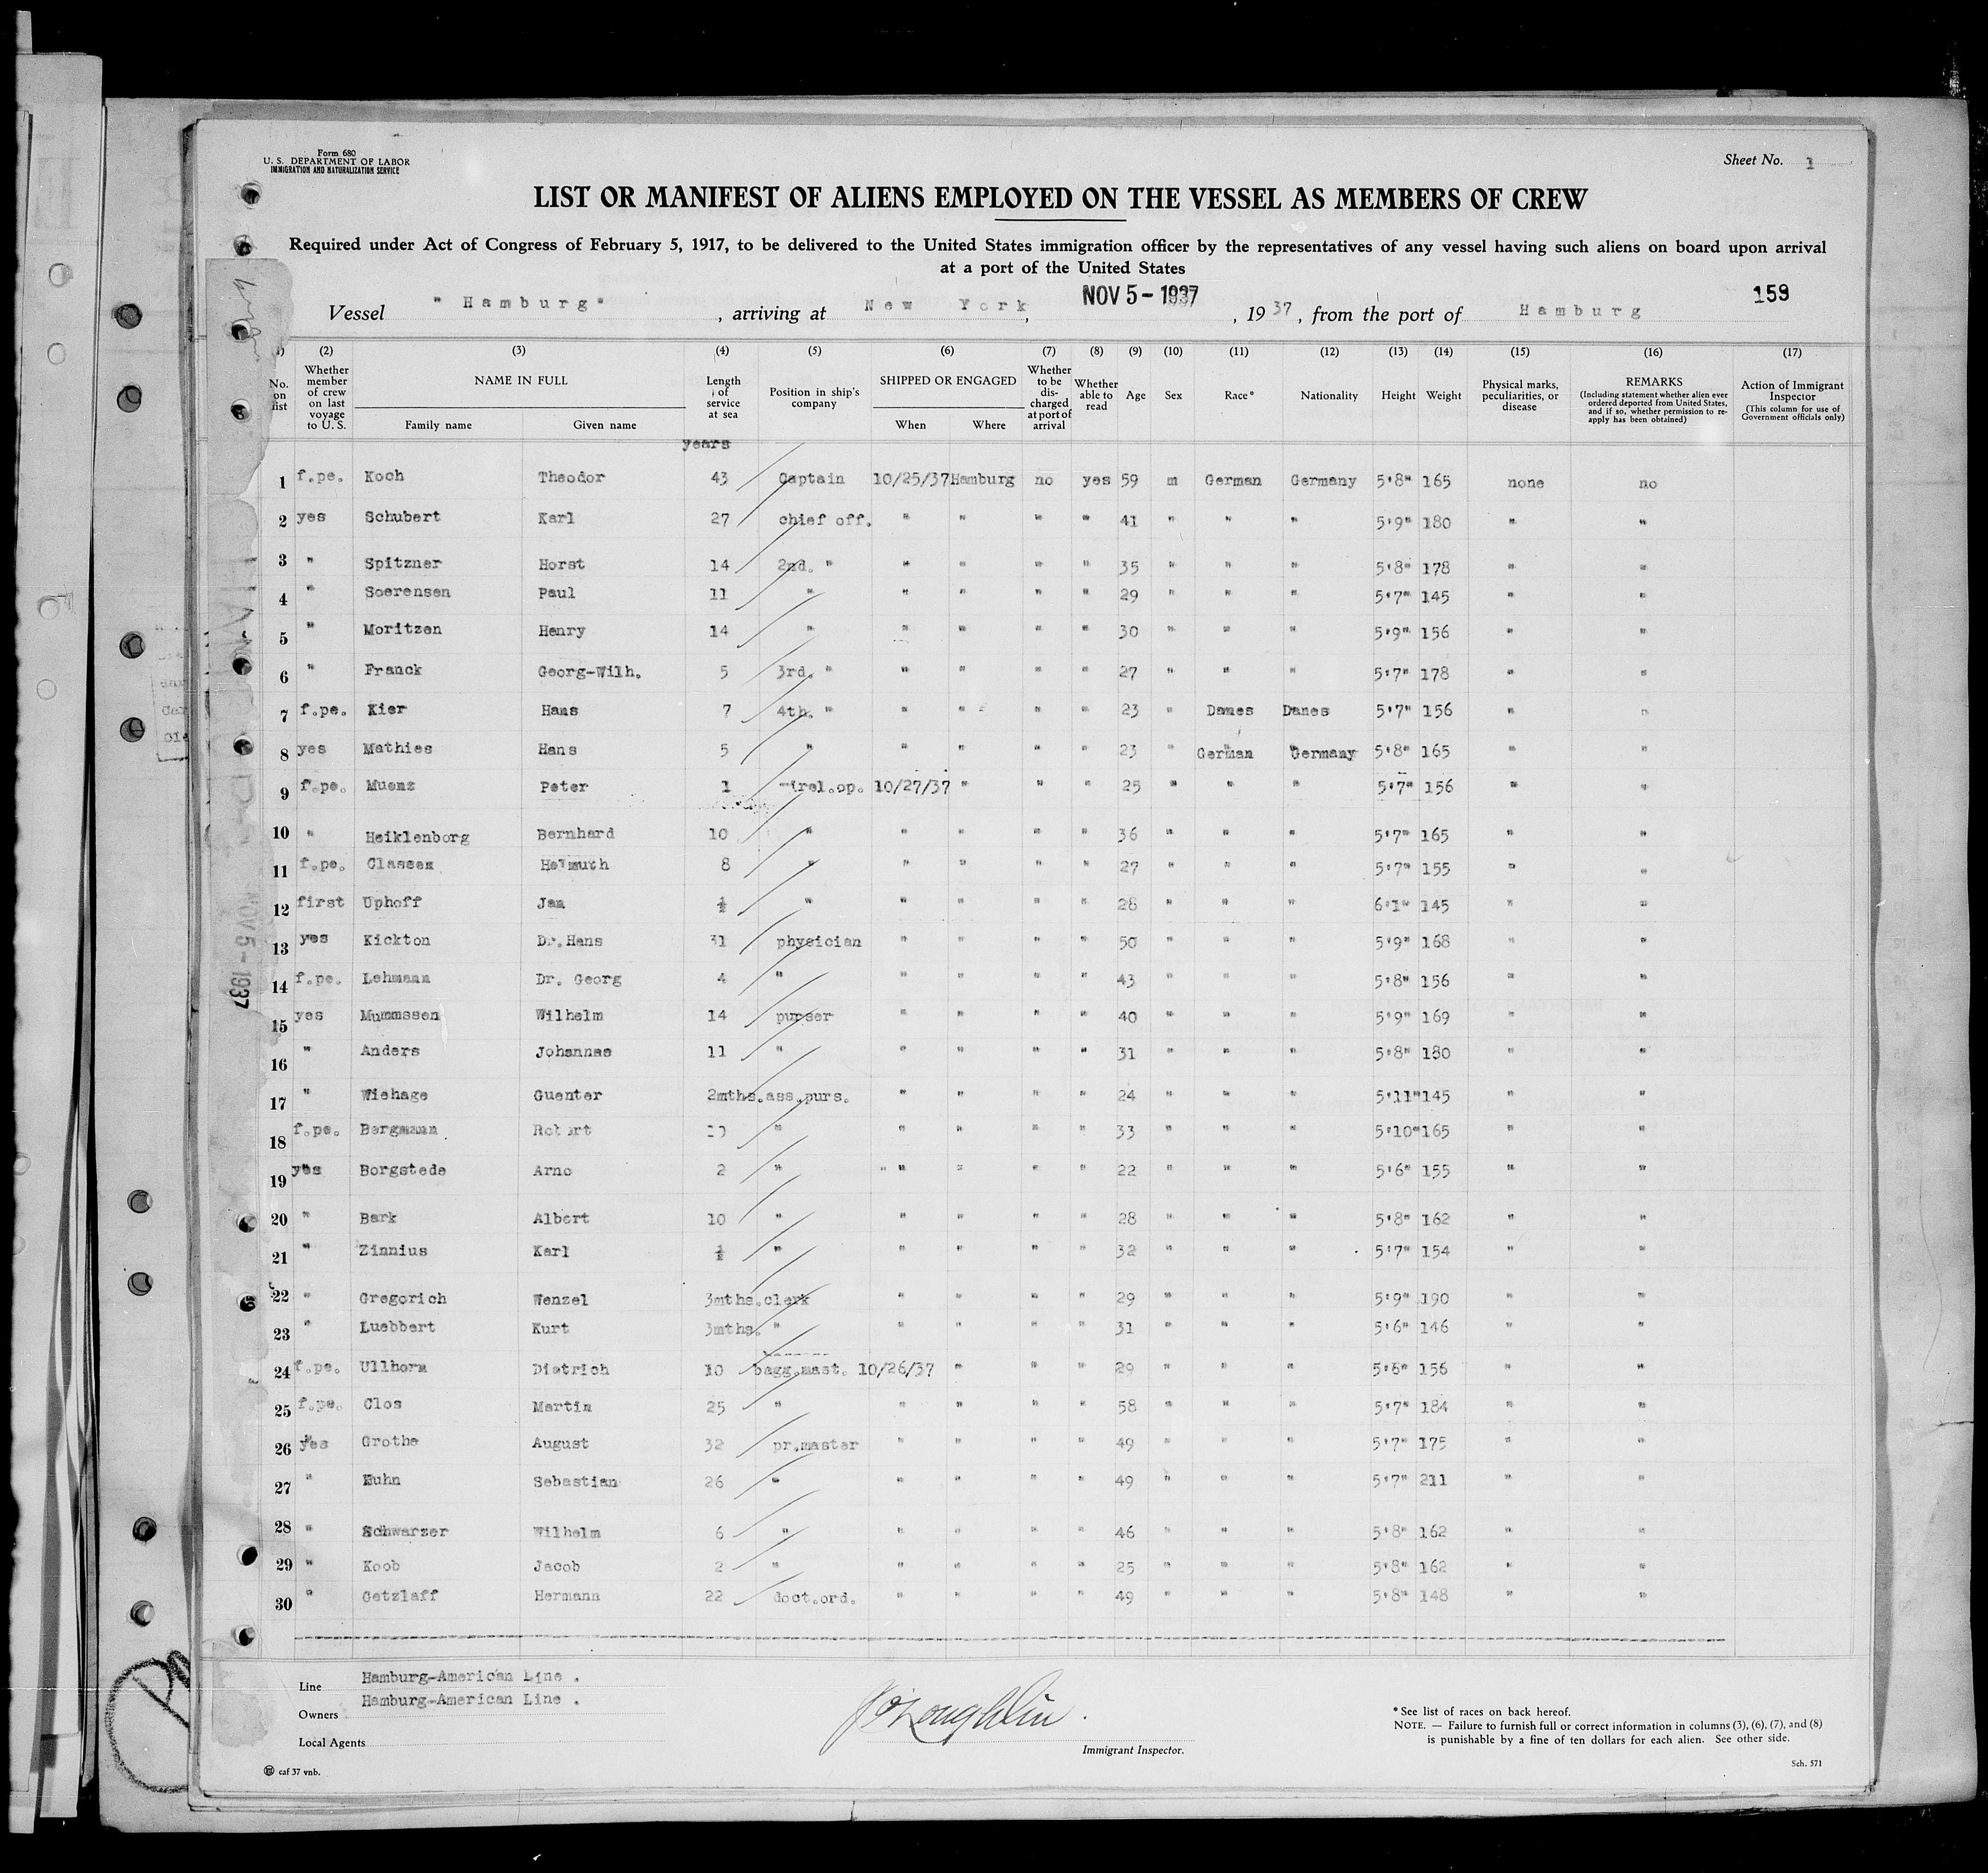 Form 680
U. S. DEPARTMENT OF LABOR
IMMIGRATION AND NATURALIZATION SERVICE
Sheet No. 1
LIST OR MANIFEST OF ALIENS EMPLOYED ON THE VESSEL AS MEMBERS OF CREW
Required under Act of Congress of February 5, 1917, to be delivered to the United States immigration officer by the representatives of any vessel having such aliens on board upon arrival
at a port of the United States
159
Vessel " Hamburg" , arriving at New York, NOV 5 - 1937 , 1937 , from the port of Hamburg
(2) (3) (4) (5) (6) (7) (8) (9) (10) (11) (12) (13) (14) (15) (16) (17)
No. on list Whether member of crew on last voyage to U. S. NAME IN FULL Family name Given name Length of service at sea Position in ship's company SHIPPED OR ENGAGED When Where Whether to be discharged at port of arrival Whether able to read Age Sex Race* Nationality Height Weight Physical marks, peculiarities, or disease REMARKS (Including statement whether alien ever ordered deported from United States, and if so, whether permission to reapply has been obtained) Action of Immigrant Inspector (This column for use of Government officials only)
years
1 f.pe. Koch Theodor 43 Captain 10/25/37 Hamburg no yes 59 m German Germany 5'8" 165 none no
2 yes Schubert Karl 27 chief off. " " " " 41 " " " 5'9" 180 " "
3 " Spitzner Horst 14 2nd. " " " " " 35 " " " 5'8" 178 " "
4 " Soerensen Paul 11 " " " " " 29 " " " 5'7" 145 " "
5 " Moritzen Henry 14 " " " " " 30 " " " 5'9" 156 " "
6 " Franck Georg-Wilh. 5 3rd. " " " " " 27 " " " 5'7" 178 " "
7 f.pe. Kier Hans 7 4th. " " " " " 23 " Danes Danes 5'7" 156 " "
8 yes Mathies Hans 5 " " " " " 23 " German Germany 5'8" 165 " "
9 f.pe. Muenz Peter 1 irel.op. 10/27/37 " " " 25 " " " 5'7" 156 " "
10 " Heiklenborg Bernhard 10 " " " " " 36 " " " 5'7" 165 " "
11 f.pe. Classen Helmuth 8 " " " " " 27 " " " 5'7" 155 " "
12 first Uphoff Jan ½ " " " " " 28 " " " 6'1" 145 " "
13 yes Kickton Dr.Hans 31 physician " " " " 50 " " " 5'9" 168 " "
14 f.pe. Lehmann Dr. Georg 4 " " " " " 43 " " " 5'8" 156 " "
15 yes Mummssen Wilhelm 14 purser " " " " 40 " " " 5'9" 169 " "
16 " Anders Johannes 11 " " " " " 31 " " " 5'8" 180 " "
17 " Wiehage Guenter 2mths. ass.purs. " " " " 24 " " " 5'11" 145 " "
18 f.pe. Bergmann Robert " " " " " 33 " " " 5'10" 165 " "
19 yes Borgstede Arno 2 " " " " " 22 " " " 5'6" 155 " "
20 " Bark Albert 10 " " " " " 28 " " " 5'8" 162 " "
21 " Zinnius Karl ½ " " " " " 32 " " " 5'7" 154 " "
22 " Gregorich Wenzel 3mths. clerk " " " " 29 " " " 5'9" 190 " "
23 " Luebbert Kurt 3mths. " " " " " 31 " " " 5'6" 146 " "
24 f.pe. Ullhorn Dietrich 10 bagg.mast. 10/26/37 " " " 29 " " " 5'6" 156 " "
25 f.pe. Clos Martin 25 " " " " " 58 " " " 5'7" 184 " "
26 yes Grothe August 32 pr.master " " " " 49 " " " 5'7" 175 " "
27 " Kuhn Sebastian 26 " " " " " 49 " " " 5'7" 211 " "
28 " Schwarzer Wilhelm 6 " " " " " 46 " " " 5'8" 162 " "
29 " Koob Jacob 2 " " " " " 25 " " " 5'8" 162 " "
30 " Getzlaff Hermann 22 doct.ord. " " " " 49 " " " 5'8" 148 " "
Line Hamburg-American Line .
Owners Hamburg-American Line .
Local Agents
J O'Loughlin .
Immigrant Inspector.
* See list of races on back hereof.
NOTE. — Failure to furnish full or correct information in columns (3), (6), (7), and (8)
is punishable by a fine of ten dollars for each alien. See other side.
caf 37 vnb.
Sch. 571
NOV 5 - 1937